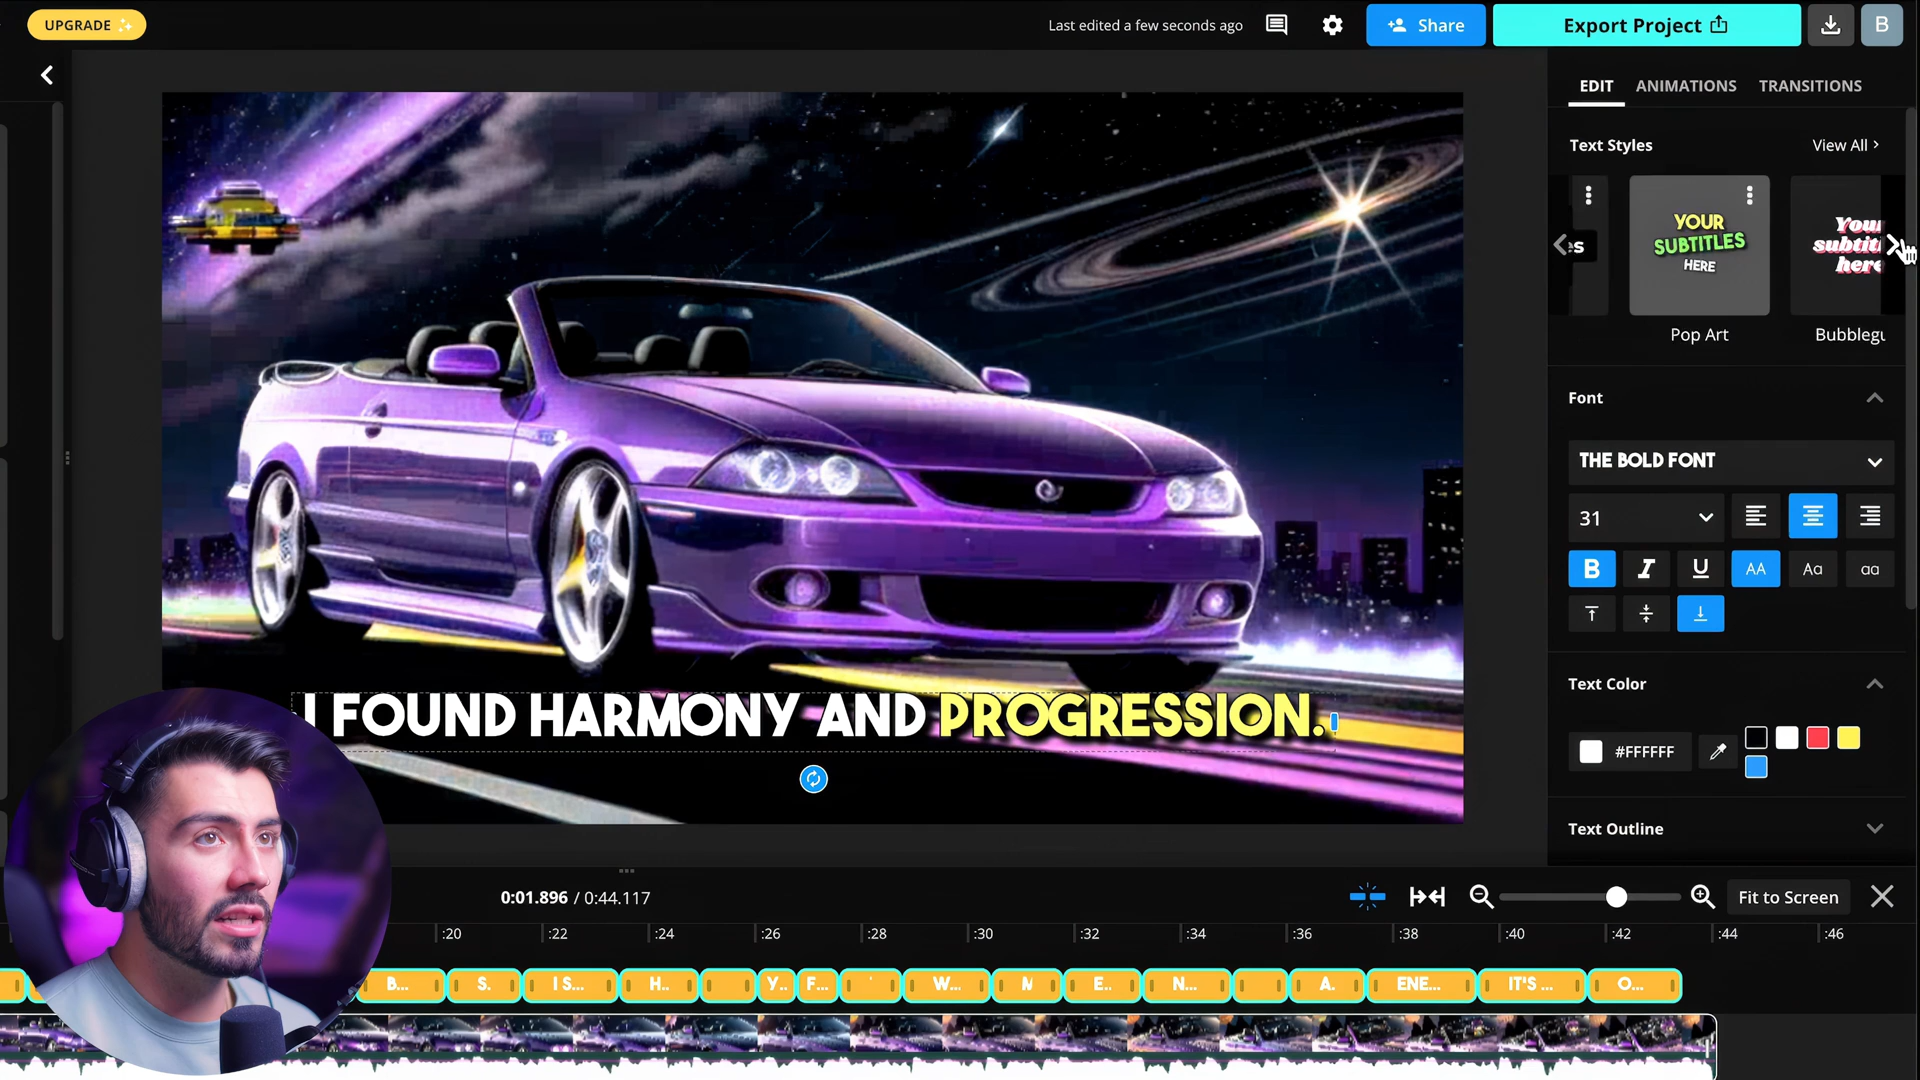 UPGRADE
Last edited a few seconds ago
Share
Export Project
B
EDIT ANIMATIONS TRANSITIONS
Text Styles
View All
YOUR
SUBTITLES
HERE
Pop Art
Font
THE BOLD FONT
31
B I U AA Aa aa
Text Color
#FFFFFF
Text Outline
I FOUND HARMONY AND PROGRESSION.
0:01.896 / 0:44.117
Fit to Screen
:20 :22 :24 :26 :28 :30 :32 :34 :36 :38 :40 :42 :44 :46
B... S. I S... H.. Y.. F... W... M E.. N... A. ENE... IT'S ... O...